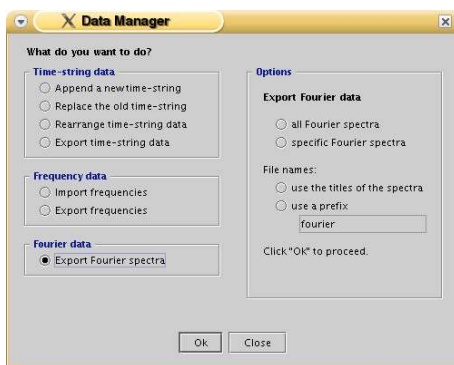 Data Manager
What do you want to do?
Time-string data
Append a new time-string
Replace the old time-string
Rearrange time-string data
Export time-string data
Frequency data
Import frequencies
Export frequencies
Fourier data
Export Fourier spectra
Options
Export Fourier data
all Fourier spectra
specific Fourier spectra
File names:
use the titles of the spectra
use a prefix
fourier
Click "Ok" to proceed.
Ok
Close